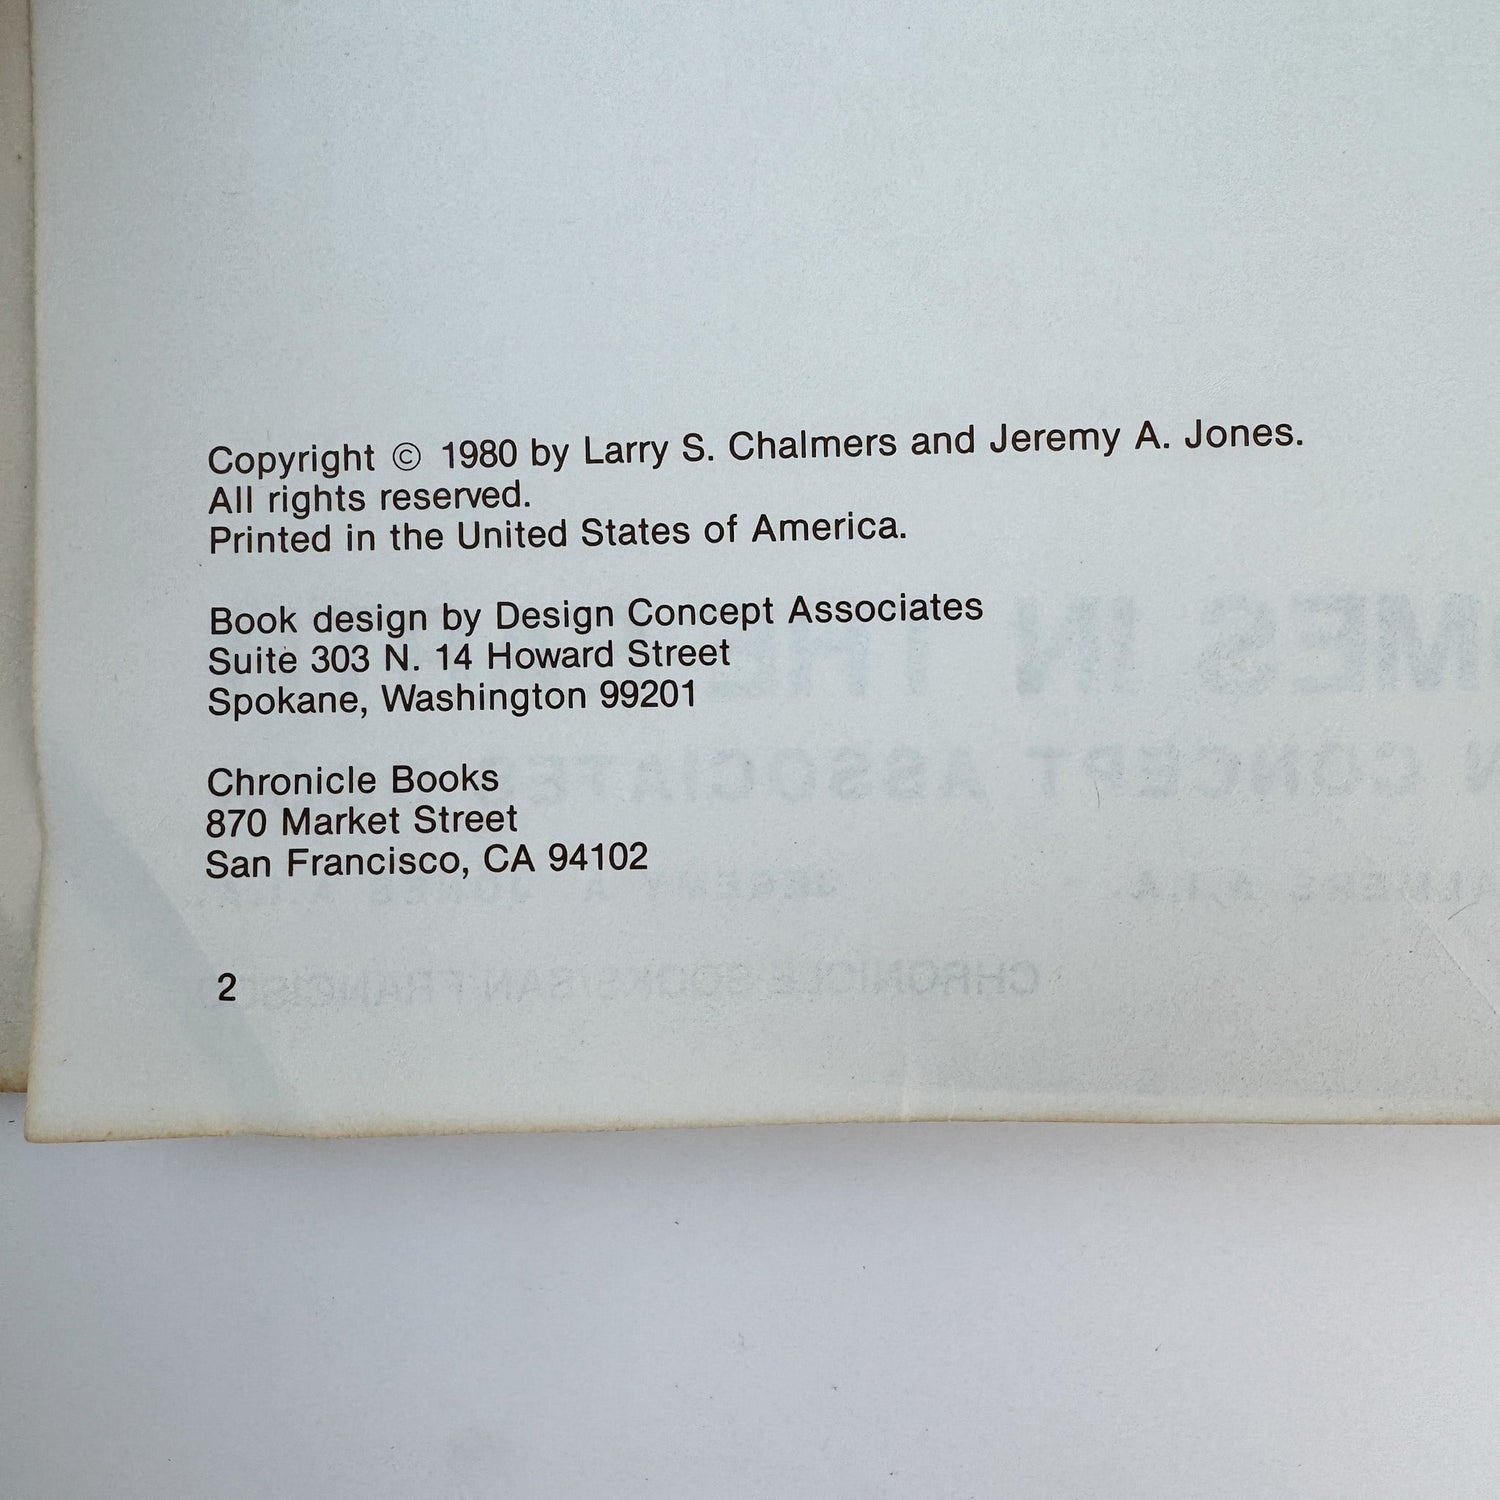 Copyright © 1980 by Larry S. Chalmers and Jeremy A. Jones.
All rights reserved.
Printed in the United States of America.
Book design by Design Concept Associates
Suite 303 N. 14 Howard Street
Spokane, Washington 99201
Chronicle Books
870 Market Street
San Francisco, CA 94102
2